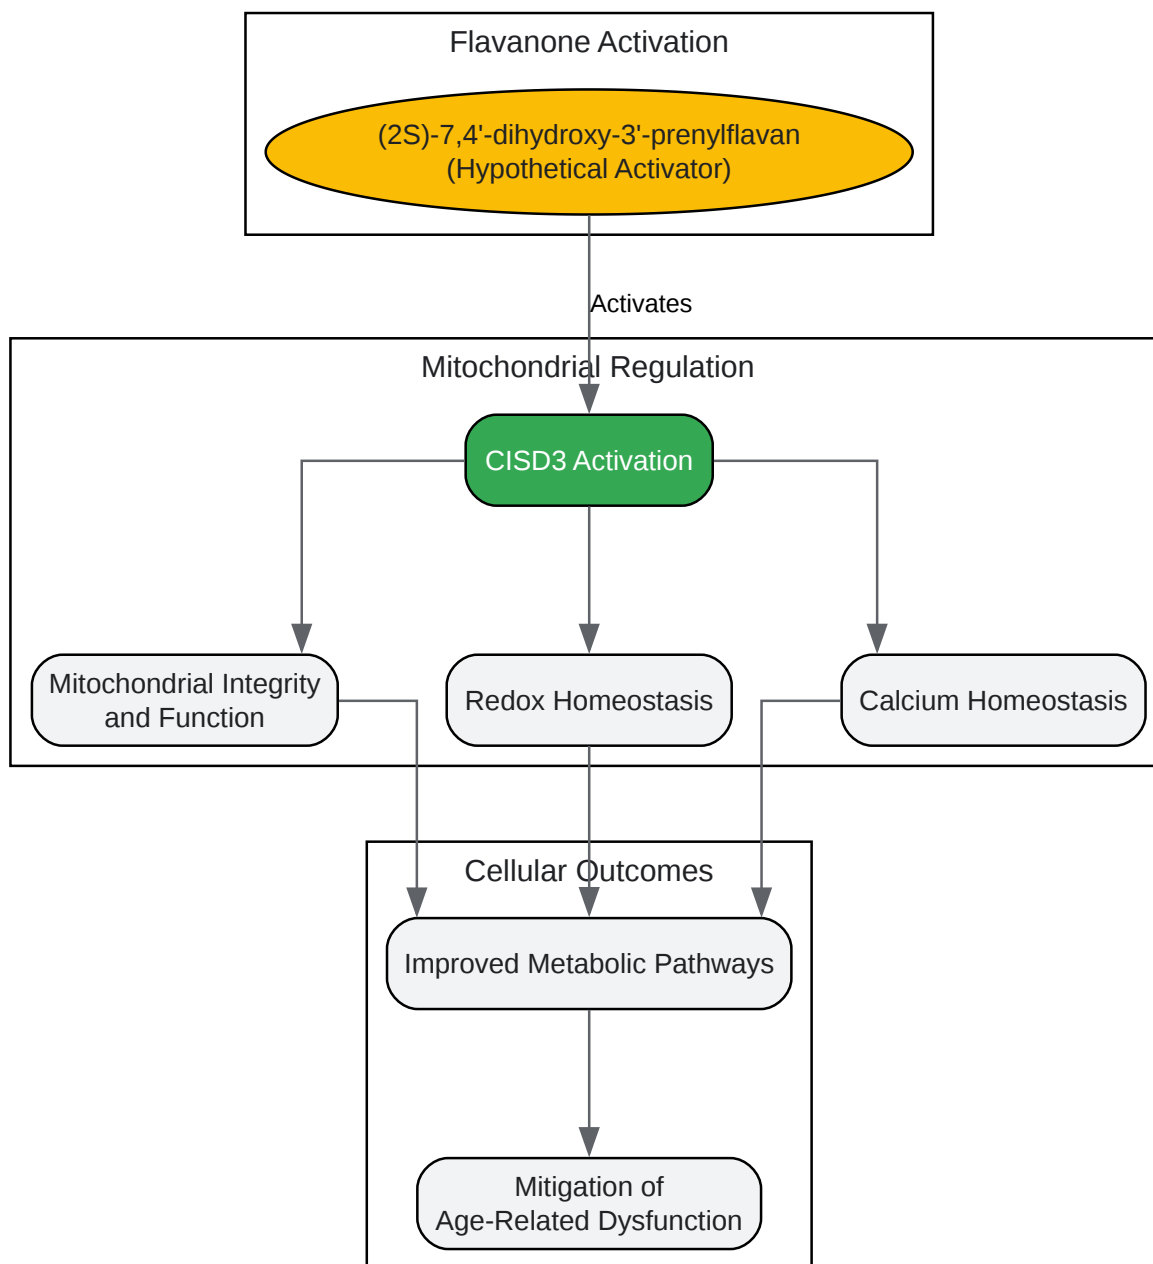 Flavanone Activation
(2S)-7,4'-dihydroxy-3'-prenylflavan
(Hypothetical Activator)
Activates
Mitochondrial Regulation
CISD3 Activation
Mitochondrial Integrity
and Function
Redox Homeostasis
Calcium Homeostasis
Cellular Outcomes
Improved Metabolic Pathways
Mitigation of
Age-Related Dysfunction